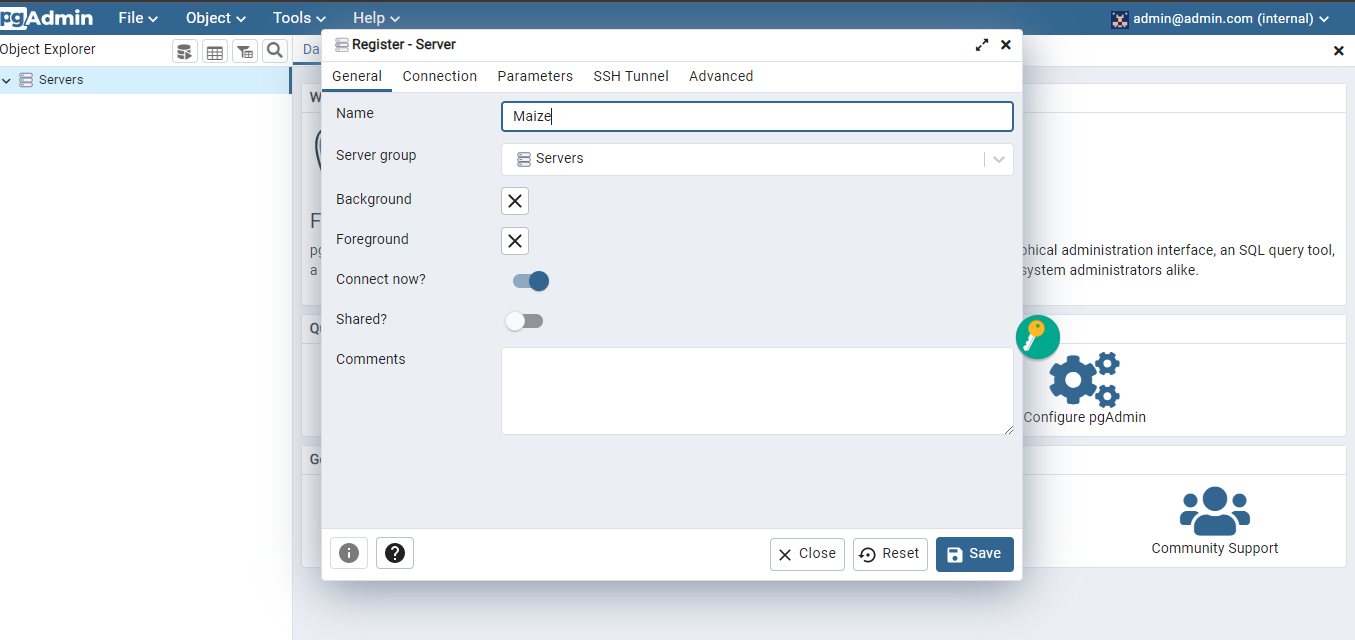 pgAdmin File Object Tools Help admin@admin.com (internal)
Object Explorer
Servers
Register - Server
General Connection Parameters SSH Tunnel Advanced
Name Maize
Server group Servers
Background
Foreground
Connect now?
Shared?
Comments
Close Reset Save
Da
W
F
phical administration interface, an SQL query tool,
a system administrators alike.
Configure pgAdmin
Community Support